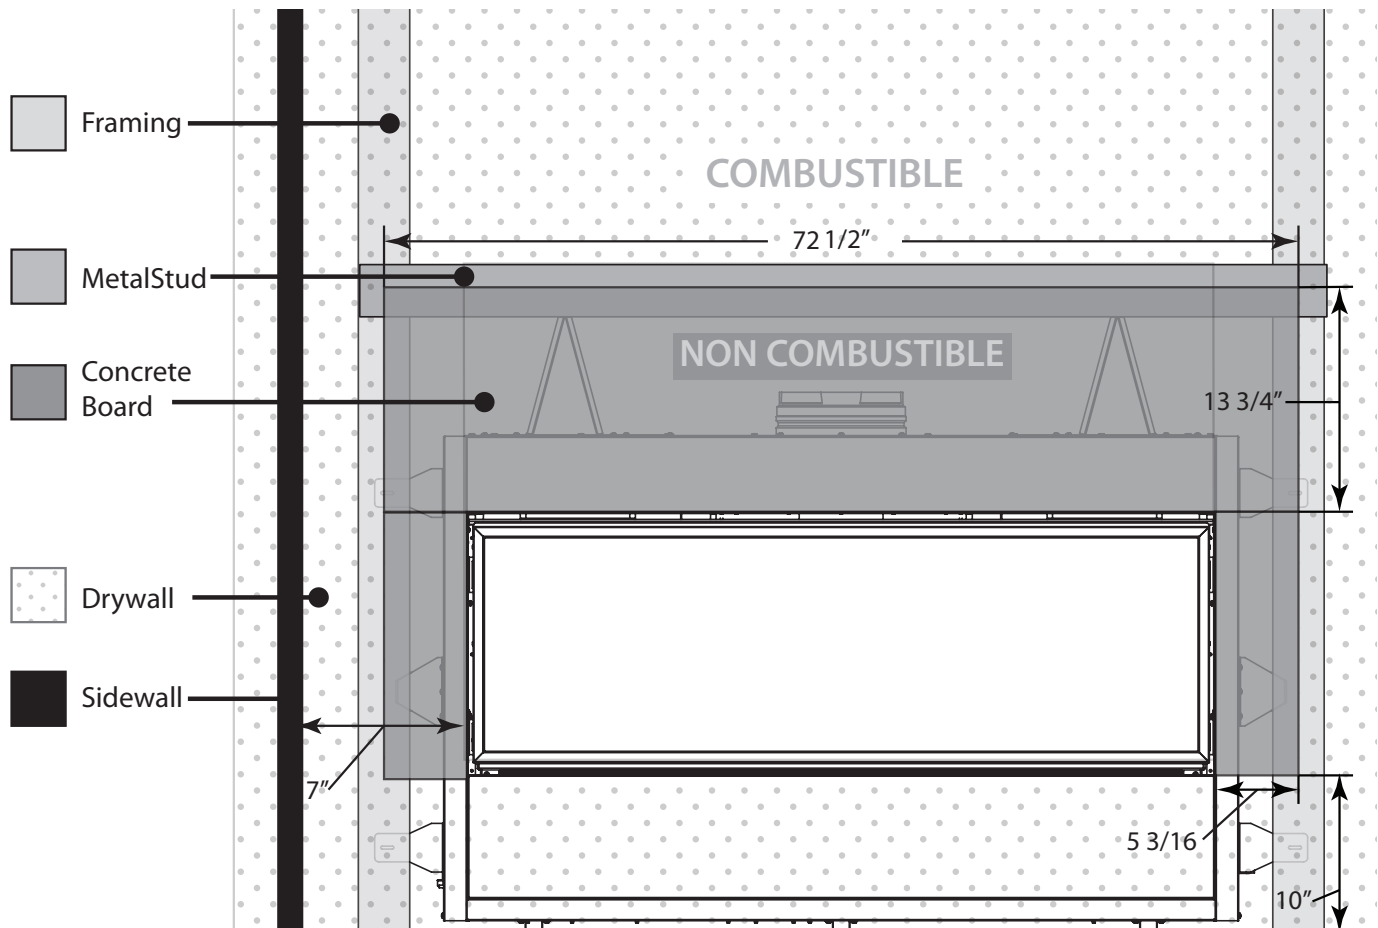 Framing
COMBUSTIBLE
72 1/2”
MetalStud
NON COMBUSTIBLE
Concrete
Board
13 3/4”
Drywall
Sidewall
7”
5 3/16
10”